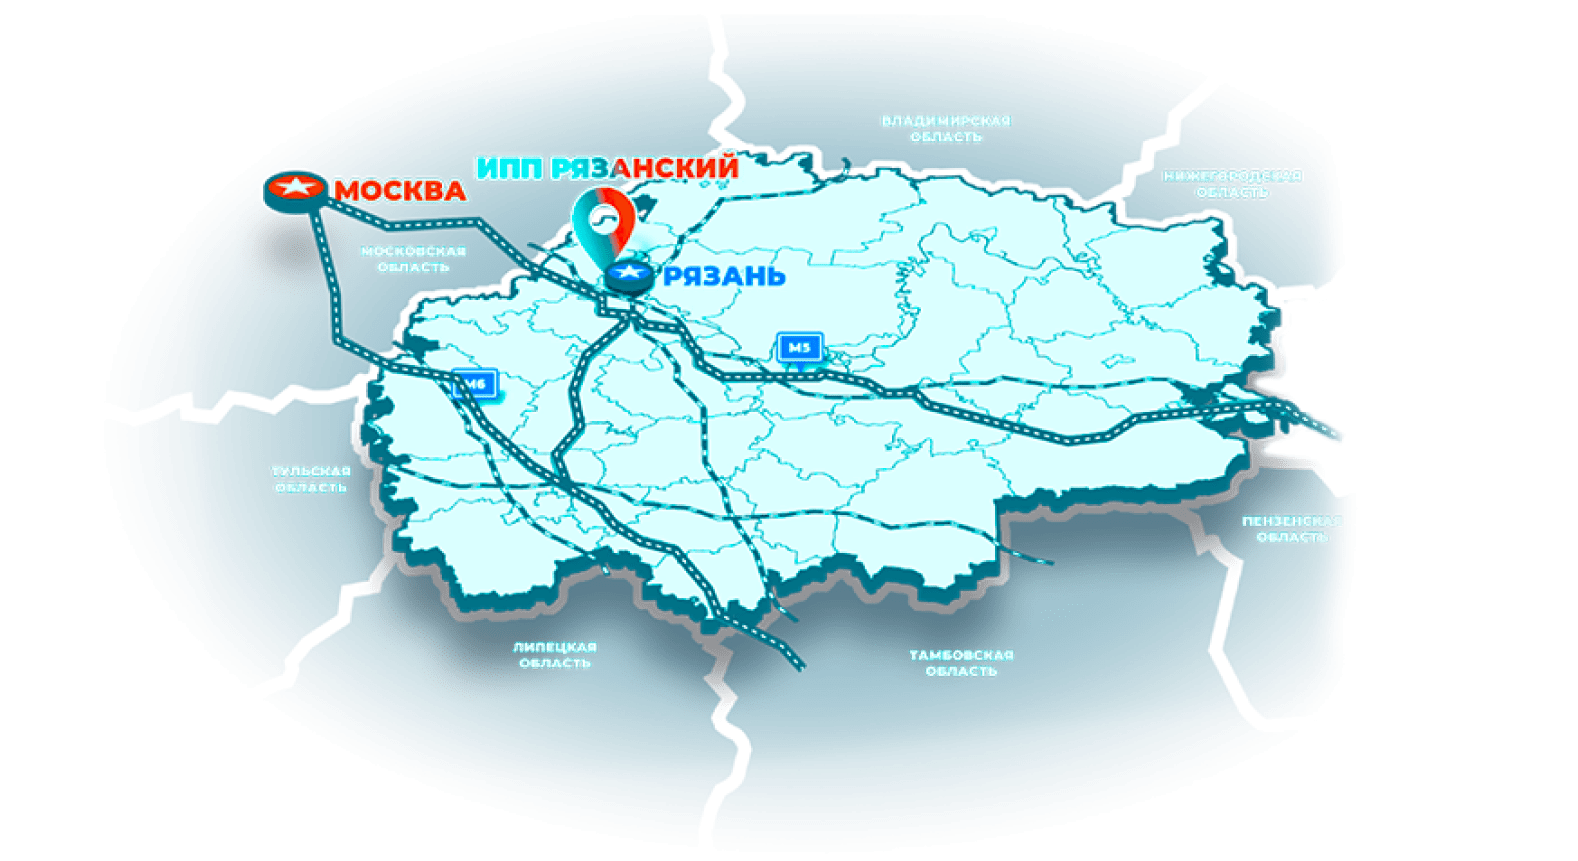 ВЛАДИМИРСКАЯ
ОБЛАСТЬ
ИПП РЯЗАНСКИЙ
МОСКВА
НИЖЕГОРОДСКАЯ
ОБЛАСТЬ
МОСКОВСКАЯ
ОБЛАСТЬ
РЯЗАНЬ
М5
М6
ТУЛЬСКАЯ
ОБЛАСТЬ
ПЕНЗЕНСКАЯ
ОБЛАСТЬ
ЛИПЕЦКАЯ
ОБЛАСТЬ
ТАМБОВСКАЯ
ОБЛАСТЬ